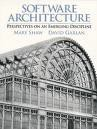 SOFTWARE
ARCHITECTURE
PERSPECTIVES ON AN EMERGING DISCIPLINE
MARY SHAW DAVID GARLAN